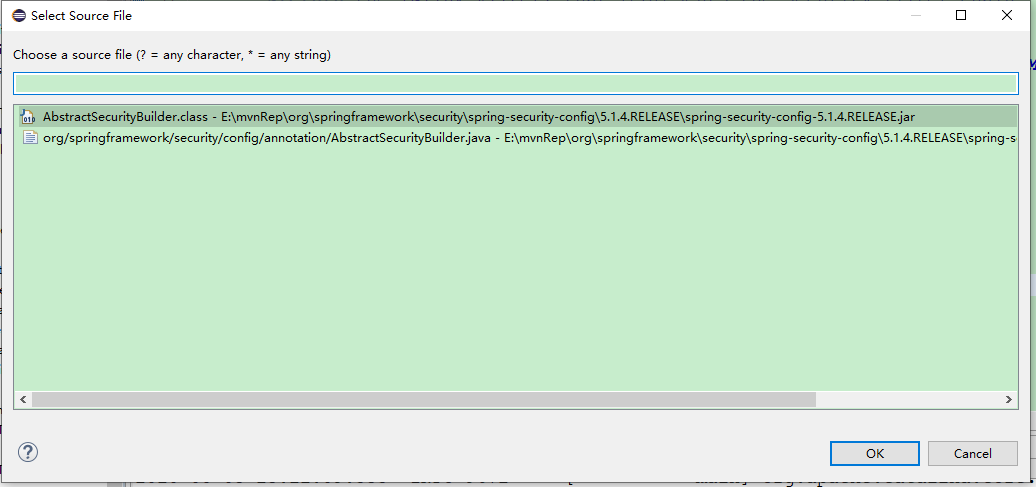 Select Source File
Choose a source file (? = any character, * = any string)
AbstractSecurityBuilder.class - E:\mvnRep\org\springframework\security\spring-security-config\5.1.4.RELEASE\spring-security-config-5.1.4.RELEASE.jar
org/springframework/security/config/annotation/AbstractSecurityBuilder.java - E:\mvnRep\org\springframework\security\spring-security-config\5.1.4.RELEASE\spring-s
OK
Cancel